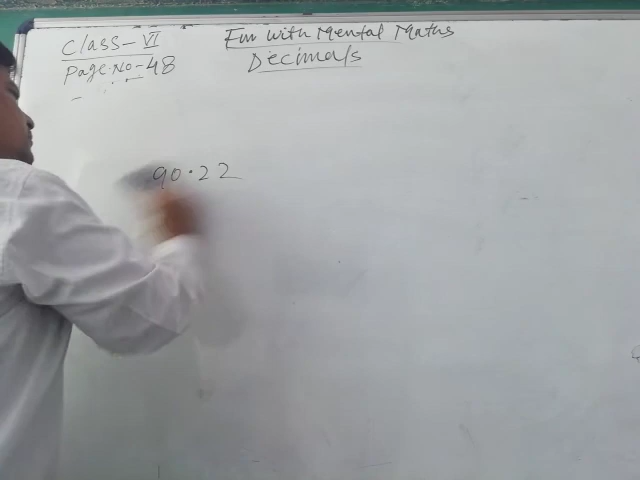 Class-VI
Fun with Mental Maths
Page.No-48
Decimals
90.22